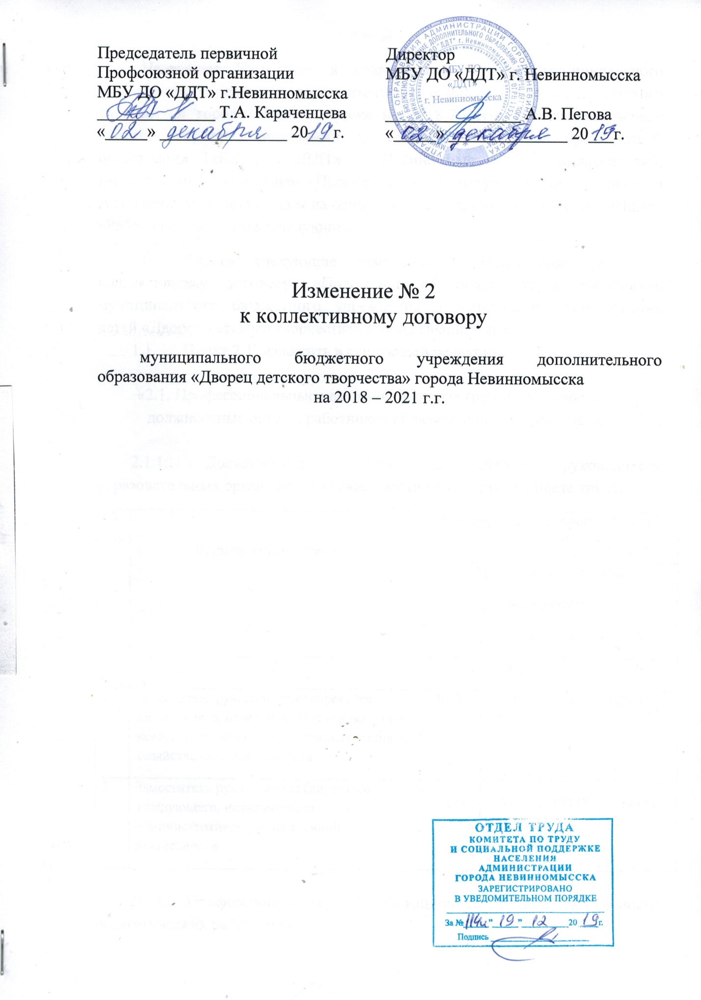 Председатель первичной
Профсоюзной организации
МБУ ДО «ДДТ» г.Невинномысска
Т.А. Караченцева
«02» декабря 2019г.
Директор
МБУ ДО «ДДТ» г. Невинномысска
А.В. Пегова
«02» декабря 2019г.
МБУ ДО
«ДДТ»
г. Невинномысска
Изменение № 2
к коллективному договору
муниципального бюджетного учреждения дополнительного
образования «Дворец детского творчества» города Невинномысска
на 2018 – 2021 г.г.
ОТДЕЛ ТРУДА
КОМИТЕТА ПО ТРУДУ
И СОЦИАЛЬНОЙ ПОДДЕРЖКЕ
НАСЕЛЕНИЯ
АДМИНИСТРАЦИИ
ГОРОДА НЕВИННОМЫССКА
ЗАРЕГИСТРИРОВАНО
В УВЕДОМИТЕЛЬНОМ ПОРЯДКЕ
За № " 19 " 12 2019г.
Подпись